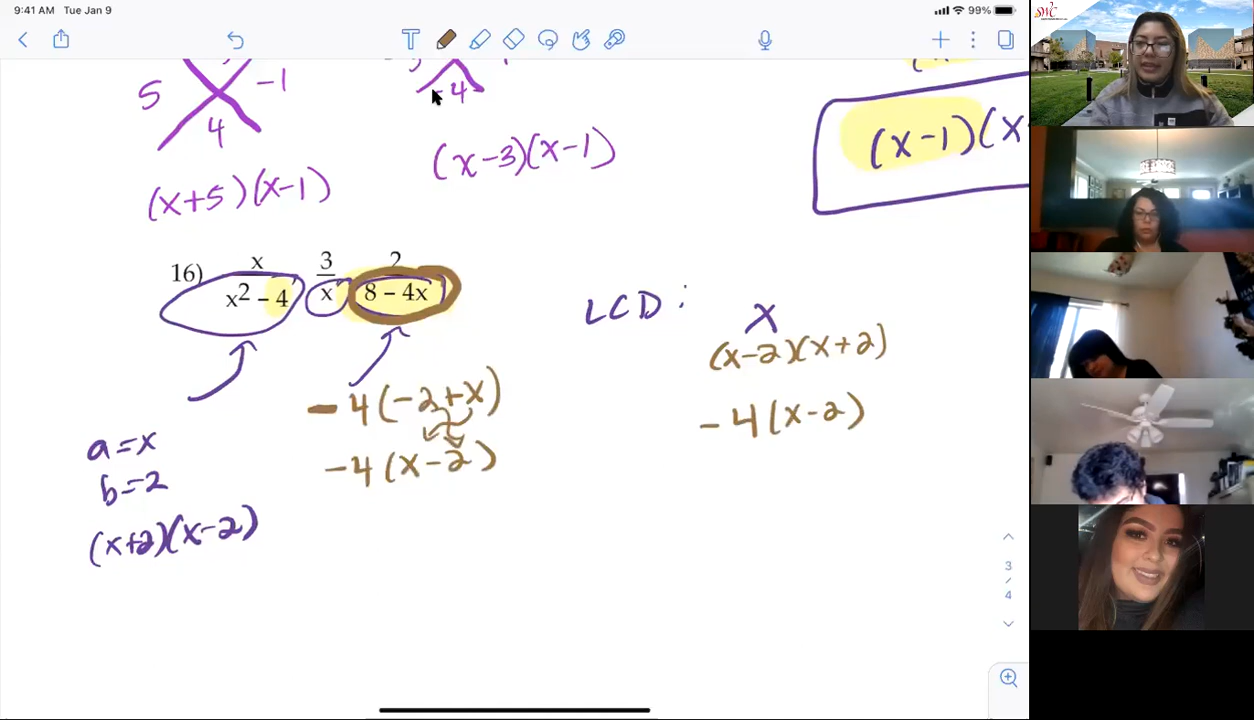 9:41 AM Tue Jan 9
99%
T
SWC
5
-1
4
-4
(x+5)(x-1)
(x-3)(x-1)
(x-1)(x
16) x 3 2
x2 - 4 x 8 - 4x
LCD: x
(x-2)(x+2)
-4(x-2)
-4(-2+x)
-4(x-2)
a=x
b=2
(x+2)(x-2)
3
/
4